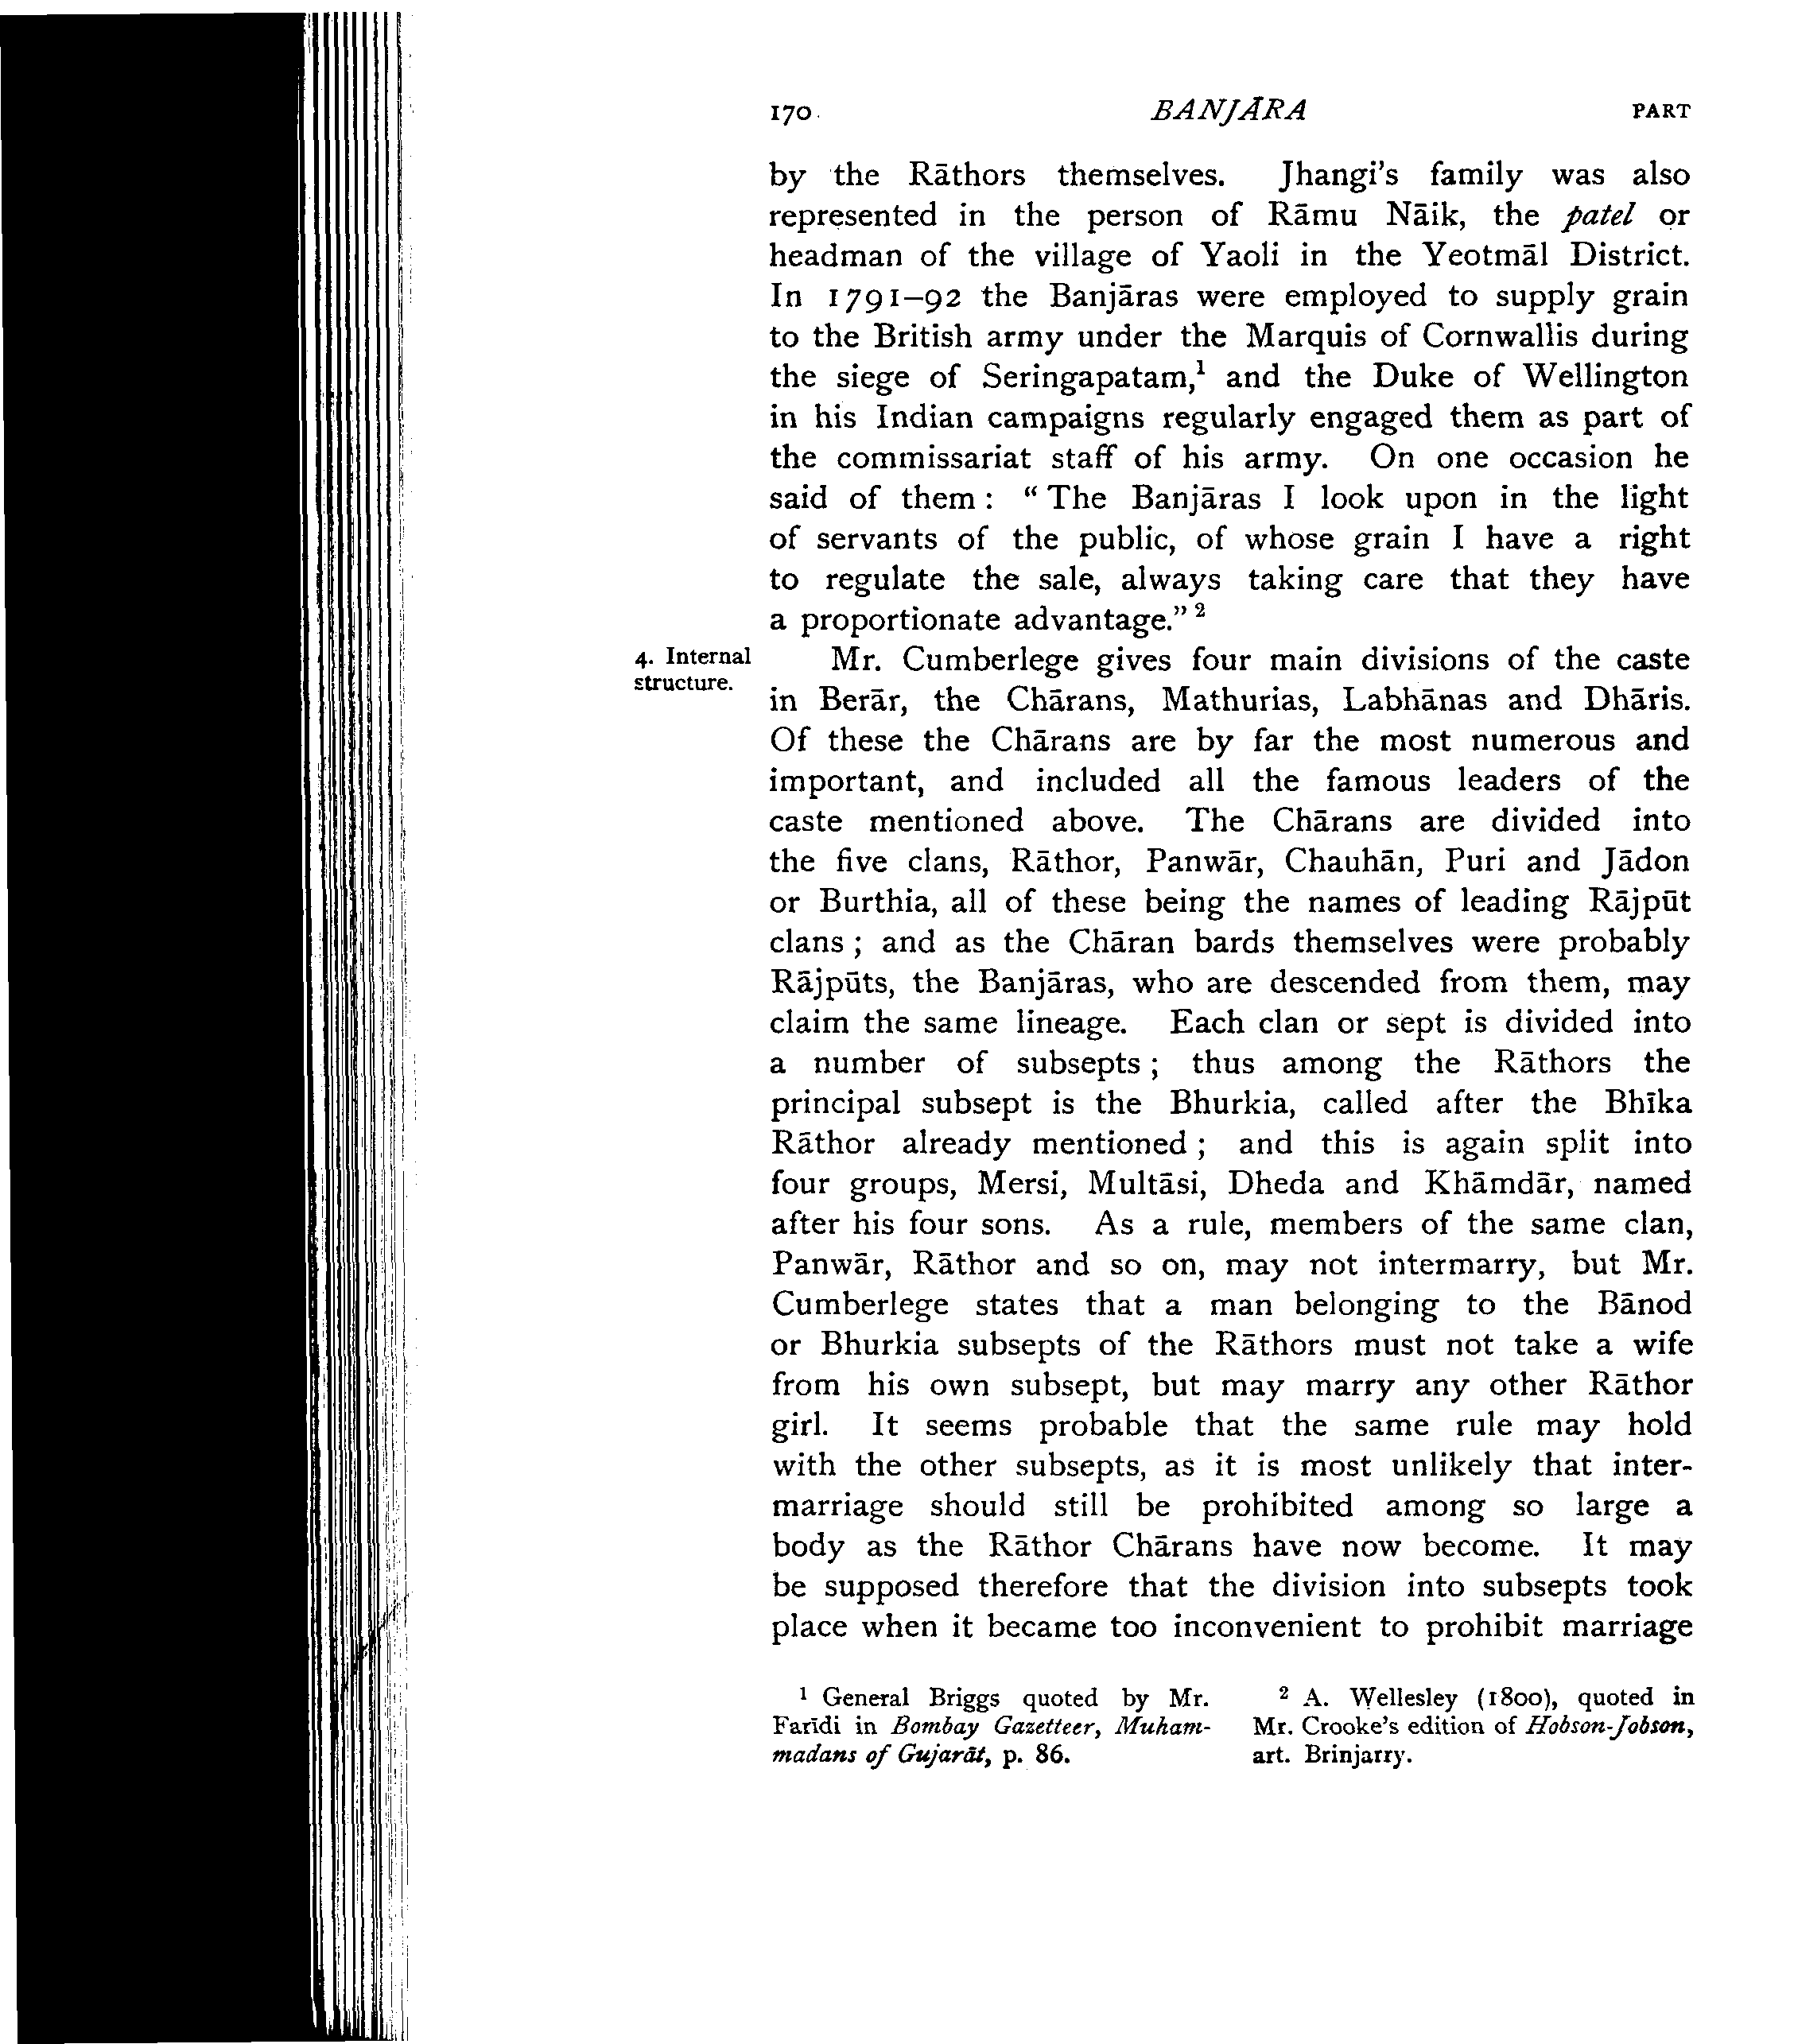 170 BANJĀRA PART
by the Rāthors themselves. Jhangi's family was also
represented in the person of Rāmu Nāik, the patel or
headman of the village of Yaoli in the Yeotmāl District.
In 1791–92 the Banjāras were employed to supply grain
to the British army under the Marquis of Cornwallis during
the siege of Seringapatam,¹ and the Duke of Wellington
in his Indian campaigns regularly engaged them as part of
the commissariat staff of his army. On one occasion he
said of them : “ The Banjāras I look upon in the light
of servants of the public, of whose grain I have a right
to regulate the sale, always taking care that they have
a proportionate advantage.” ²
4. Internal
structure.
Mr. Cumberlege gives four main divisions of the caste
in Berār, the Chārans, Mathurias, Labhānas and Dhāris.
Of these the Chārans are by far the most numerous and
important, and included all the famous leaders of the
caste mentioned above. The Chārans are divided into
the five clans, Rāthor, Panwār, Chauhān, Puri and Jādon
or Burthia, all of these being the names of leading Rājpūt
clans ; and as the Chāran bards themselves were probably
Rājpūts, the Banjāras, who are descended from them, may
claim the same lineage. Each clan or sept is divided into
a number of subsepts ; thus among the Rāthors the
principal subsept is the Bhurkia, called after the Bhīka
Rāthor already mentioned ; and this is again split into
four groups, Mersi, Multāsi, Dheda and Khāmdār, named
after his four sons. As a rule, members of the same clan,
Panwār, Rāthor and so on, may not intermarry, but Mr.
Cumberlege states that a man belonging to the Bānod
or Bhurkia subsepts of the Rāthors must not take a wife
from his own subsept, but may marry any other Rāthor
girl. It seems probable that the same rule may hold
with the other subsepts, as it is most unlikely that inter-
marriage should still be prohibited among so large a
body as the Rāthor Chārans have now become. It may
be supposed therefore that the division into subsepts took
place when it became too inconvenient to prohibit marriage
¹ General Briggs quoted by Mr.
Farīdi in Bombay Gazetteer, Muham-
madans of Gujarāt, p. 86.
² A. Wellesley (1800), quoted in
Mr. Crooke's edition of Hobson-Jobson,
art. Brinjarry.